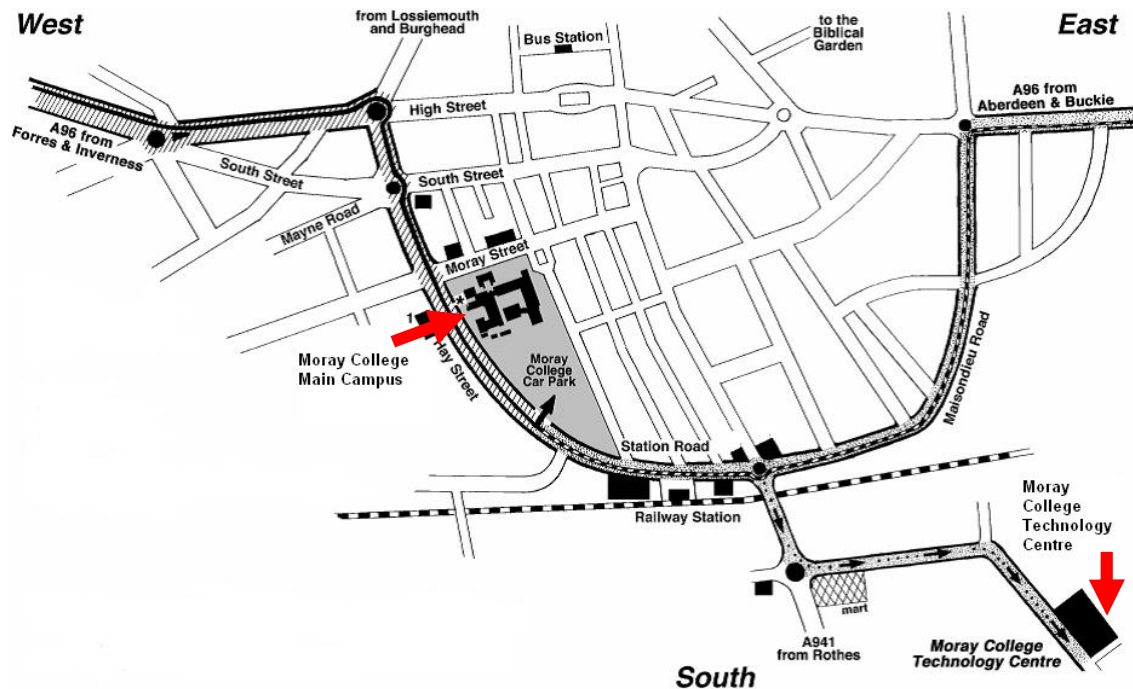 West
from Lossiemouth
and Burghead
Bus Station
to the
Biblical
Garden
East
High Street
A96 from
Aberdeen & Buckie
A96 from
Forres & Inverness
South Street
South Street
Mayne Road
Moray Street
*
1
Hay Street
Moray College
Main Campus
Moray
College
Car Park
Maisondieu Road
Station Road
Railway Station
Moray
College
Technology
Centre
mart
A941
from Rothes
Moray College
Technology Centre
South